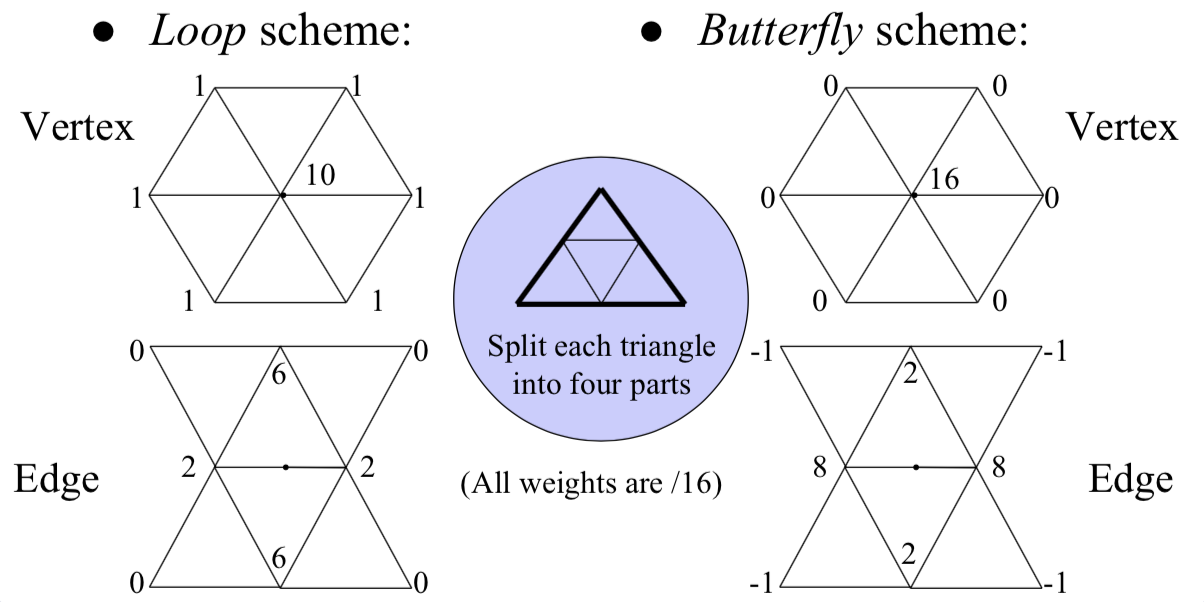 ● Loop scheme:
● Butterfly scheme:
1 1
0 0
Vertex
Vertex
10
16
1 1
0 0
1 1
0 0
Split each triangle
into four parts
0 0
-1 -1
6
2
Edge
2 2
(All weights are /16)
8 8
Edge
6
2
0 0
-1 -1